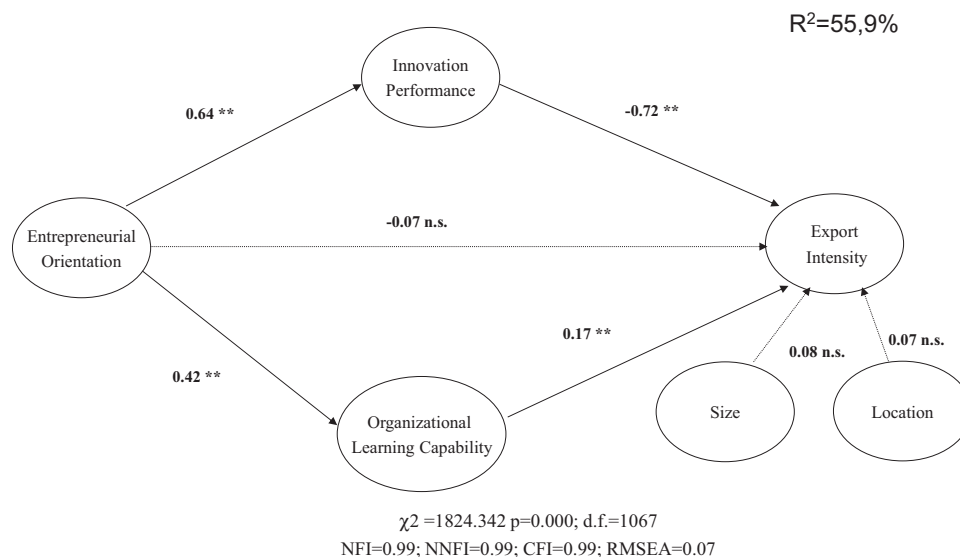 R²=55,9%
Innovation
Performance
0.64 **
-0.72 **
-0.07 n.s.
Entrepreneurial
Orientation
Export
Intensity
0.17 **
0.07 n.s.
0.08 n.s.
0.42 **
Organizational
Learning Capability
Size
Location
χ2 =1824.342 p=0.000; d.f.=1067
NFI=0.99; NNFI=0.99; CFI=0.99; RMSEA=0.07